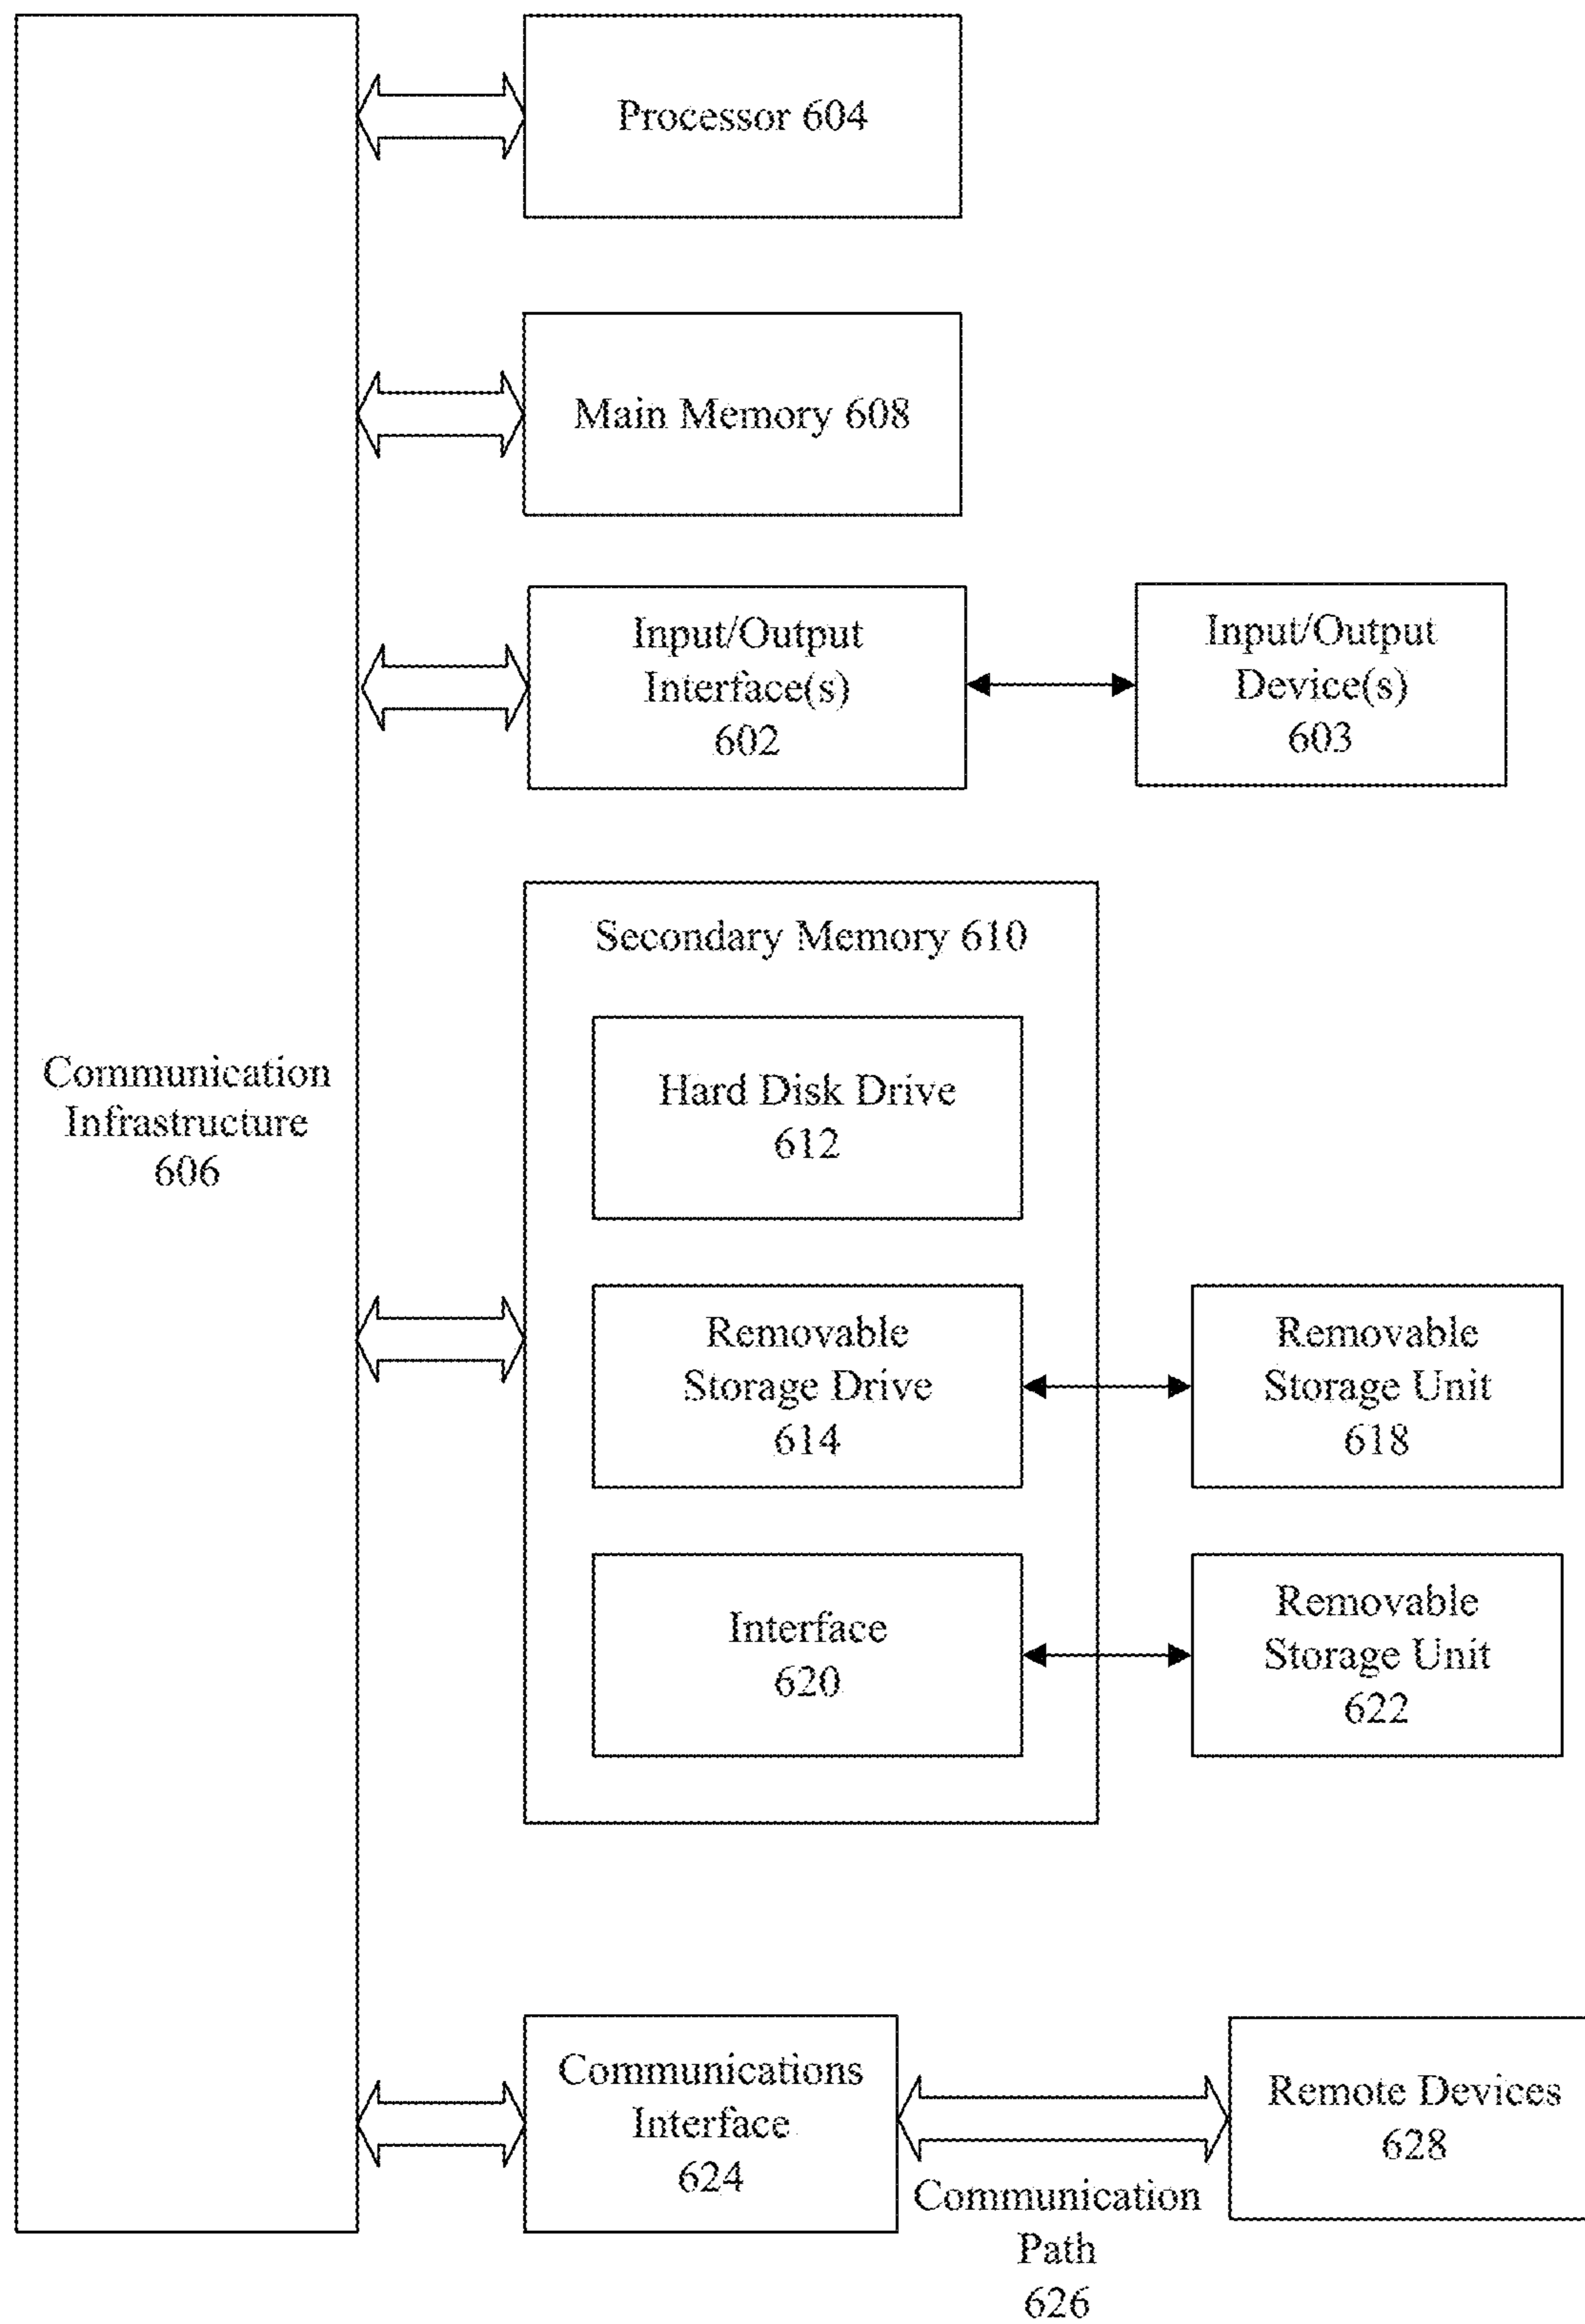 Processor 604
Main Memory 608
Input/Output
Interface(s)
602
Input/Output
Device(s)
603
Secondary Memory 610
Hard Disk Drive
612
Communication
Infrastructure
606
Removable
Storage Drive
614
Removable
Storage Unit
618
Interface
620
Removable
Storage Unit
622
Communications
Interface
624
Communication
Path
626
Remote Devices
628